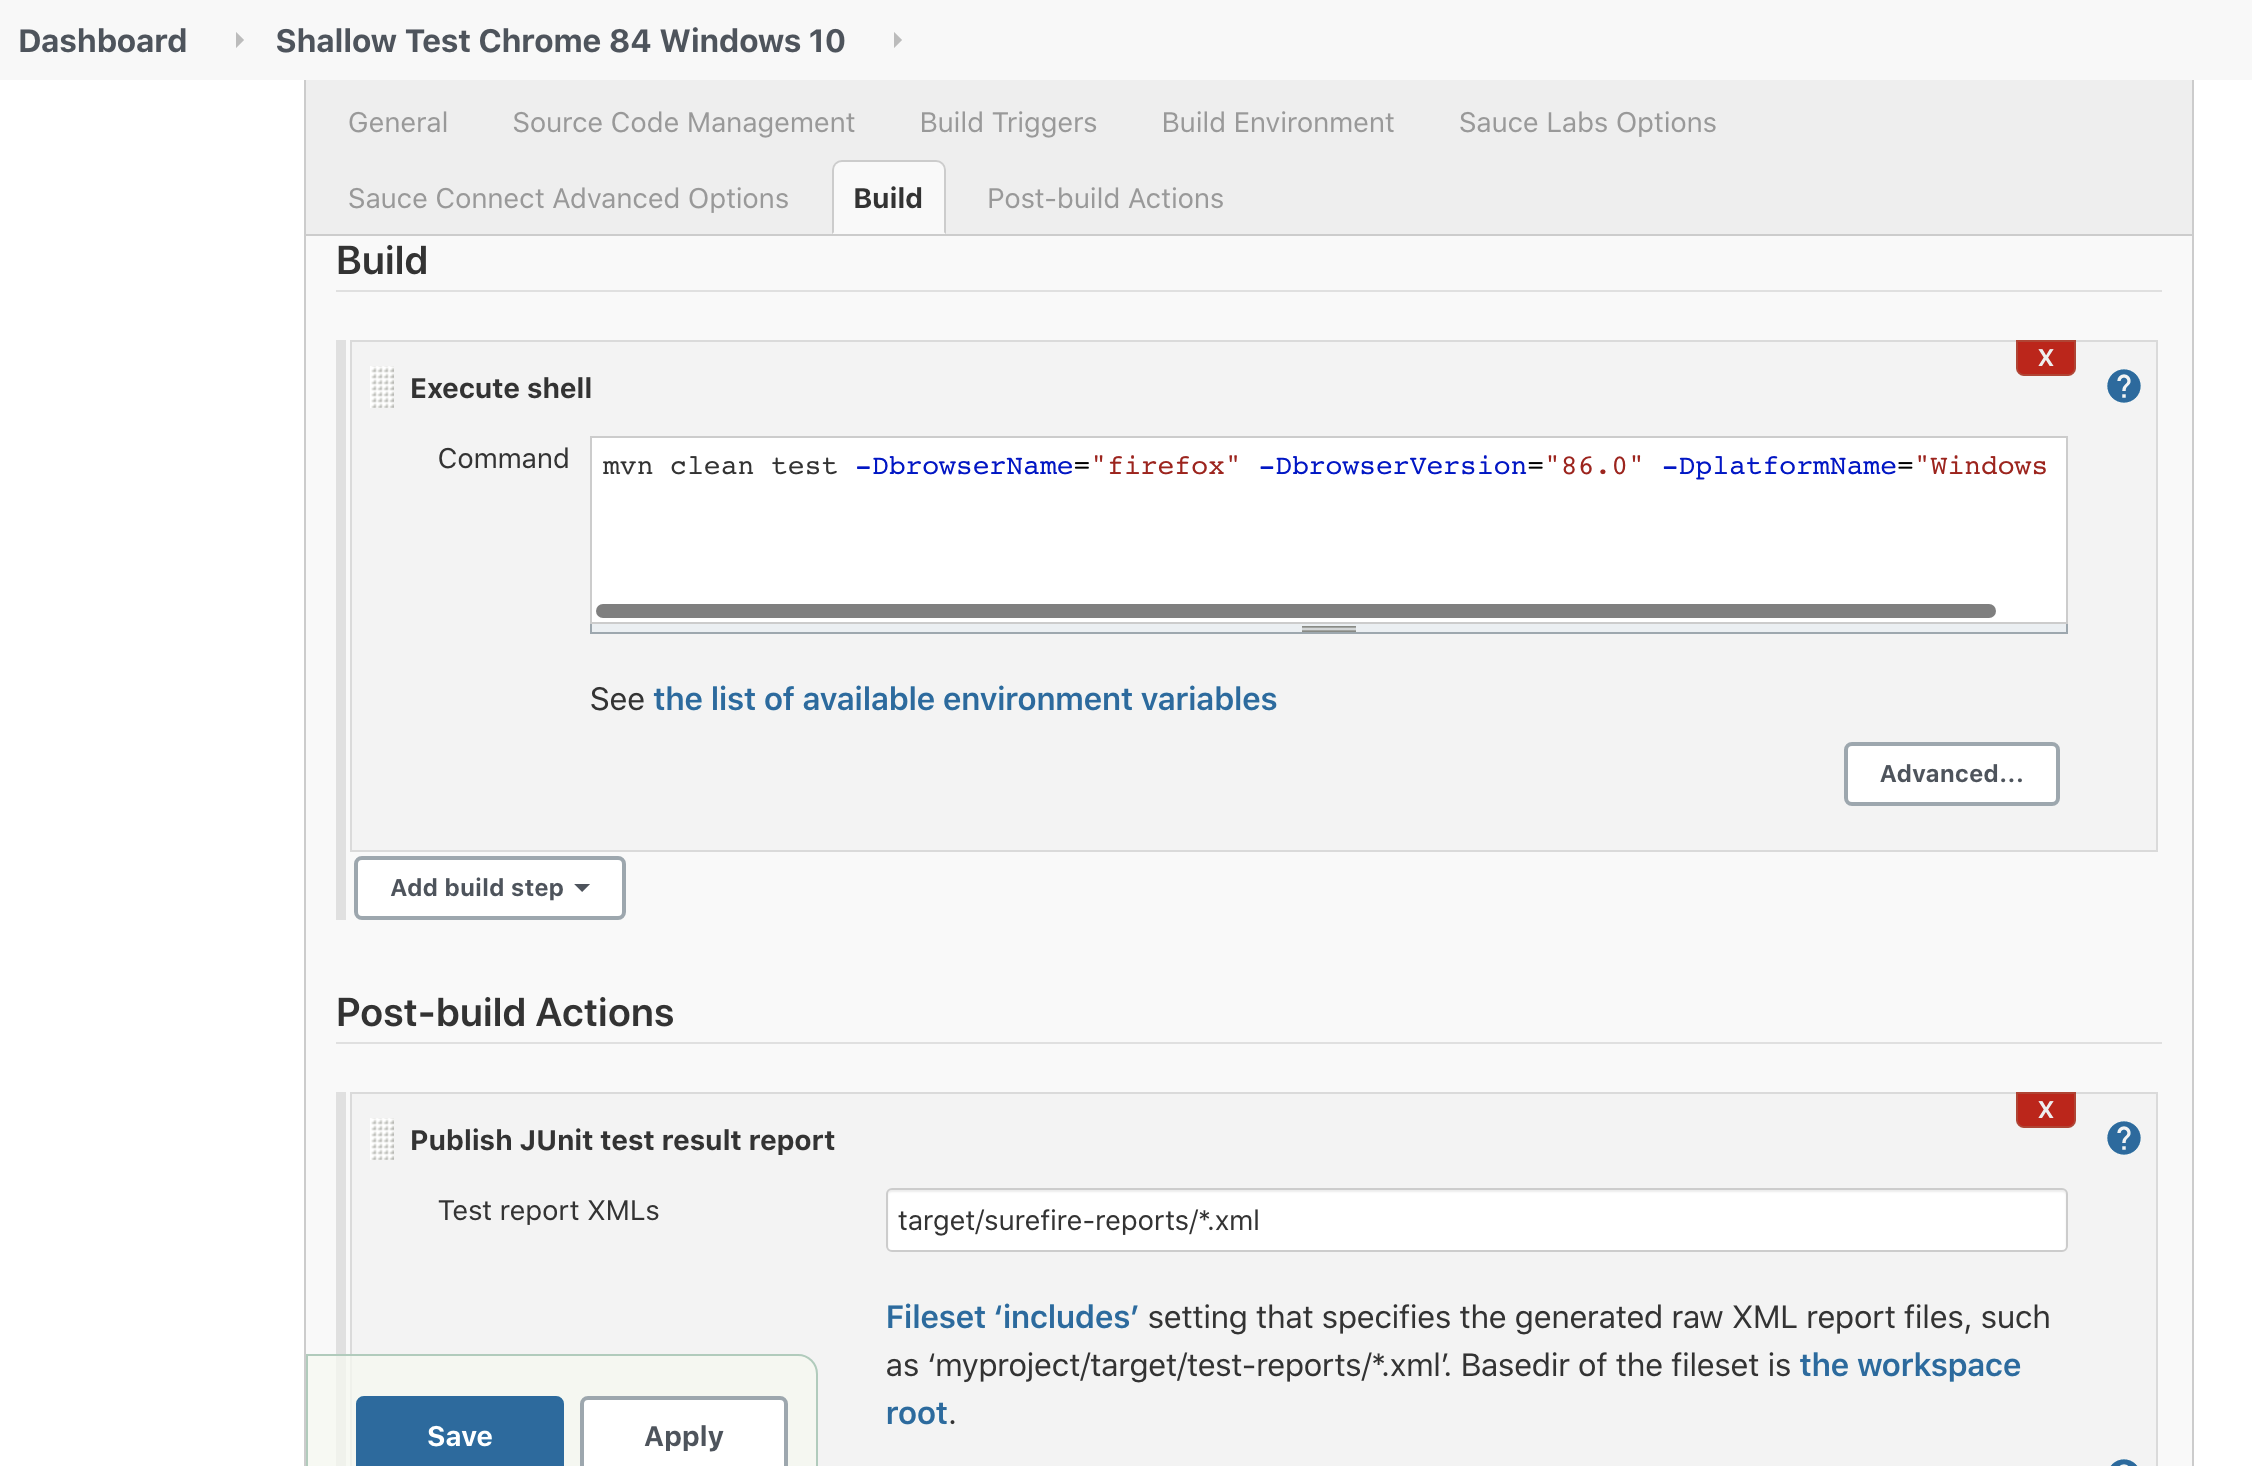 Dashboard
Shallow Test Chrome 84 Windows 10
General
Source Code Management
Build Triggers
Build Environment
Sauce Labs Options
Sauce Connect Advanced Options
Build
Post-build Actions
Build
X
Execute shell
?
Command
mvn clean test -DbrowserName="firefox" -DbrowserVersion="86.0" -DplatformName="Windows
See the list of available environment variables
Advanced...
Add build step
Post-build Actions
X
Publish JUnit test result report
?
Test report XMLs
target/surefire-reports/*.xml
Fileset ‘includes’ setting that specifies the generated raw XML report files, such
as ‘myproject/target/test-reports/*.xml’. Basedir of the fileset is the workspace
root.
Save
Apply